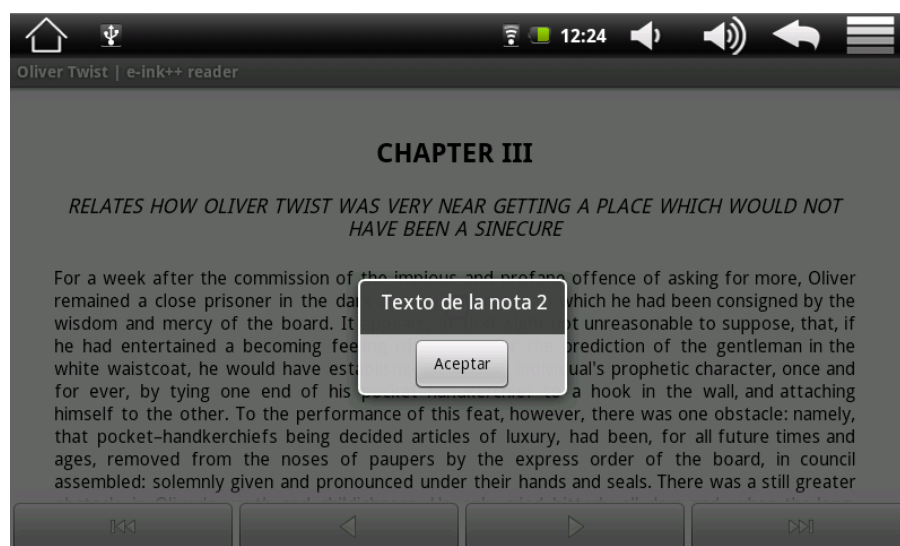 12:24
Oliver Twist | e-ink++ reader
CHAPTER III
RELATES HOW OLIVER TWIST WAS VERY NEAR GETTING A PLACE WHICH WOULD NOT
HAVE BEEN A SINECURE
For a week after the commission of the impious and profane offence of asking for more, Oliver
remained a close prisoner in the which he had been consigned by the
wisdom and mercy of the board. It unreasonable to suppose, that, if
he had entertained a becoming prediction of the gentleman in the
white waistcoat, he would have prophetic character, once and
for ever, by tying one end of his pocket-handkerchief to a hook in the wall, and attaching
himself to the other. To the performance of this feat, however, there was one obstacle: namely,
that pocket–handkerchiefs being decided articles of luxury, had been, for all future times and
ages, removed from the noses of paupers by the express order of the board, in council
assembled: solemnly given and pronounced under their hands and seals. There was a still greater
Texto de la nota 2
Aceptar